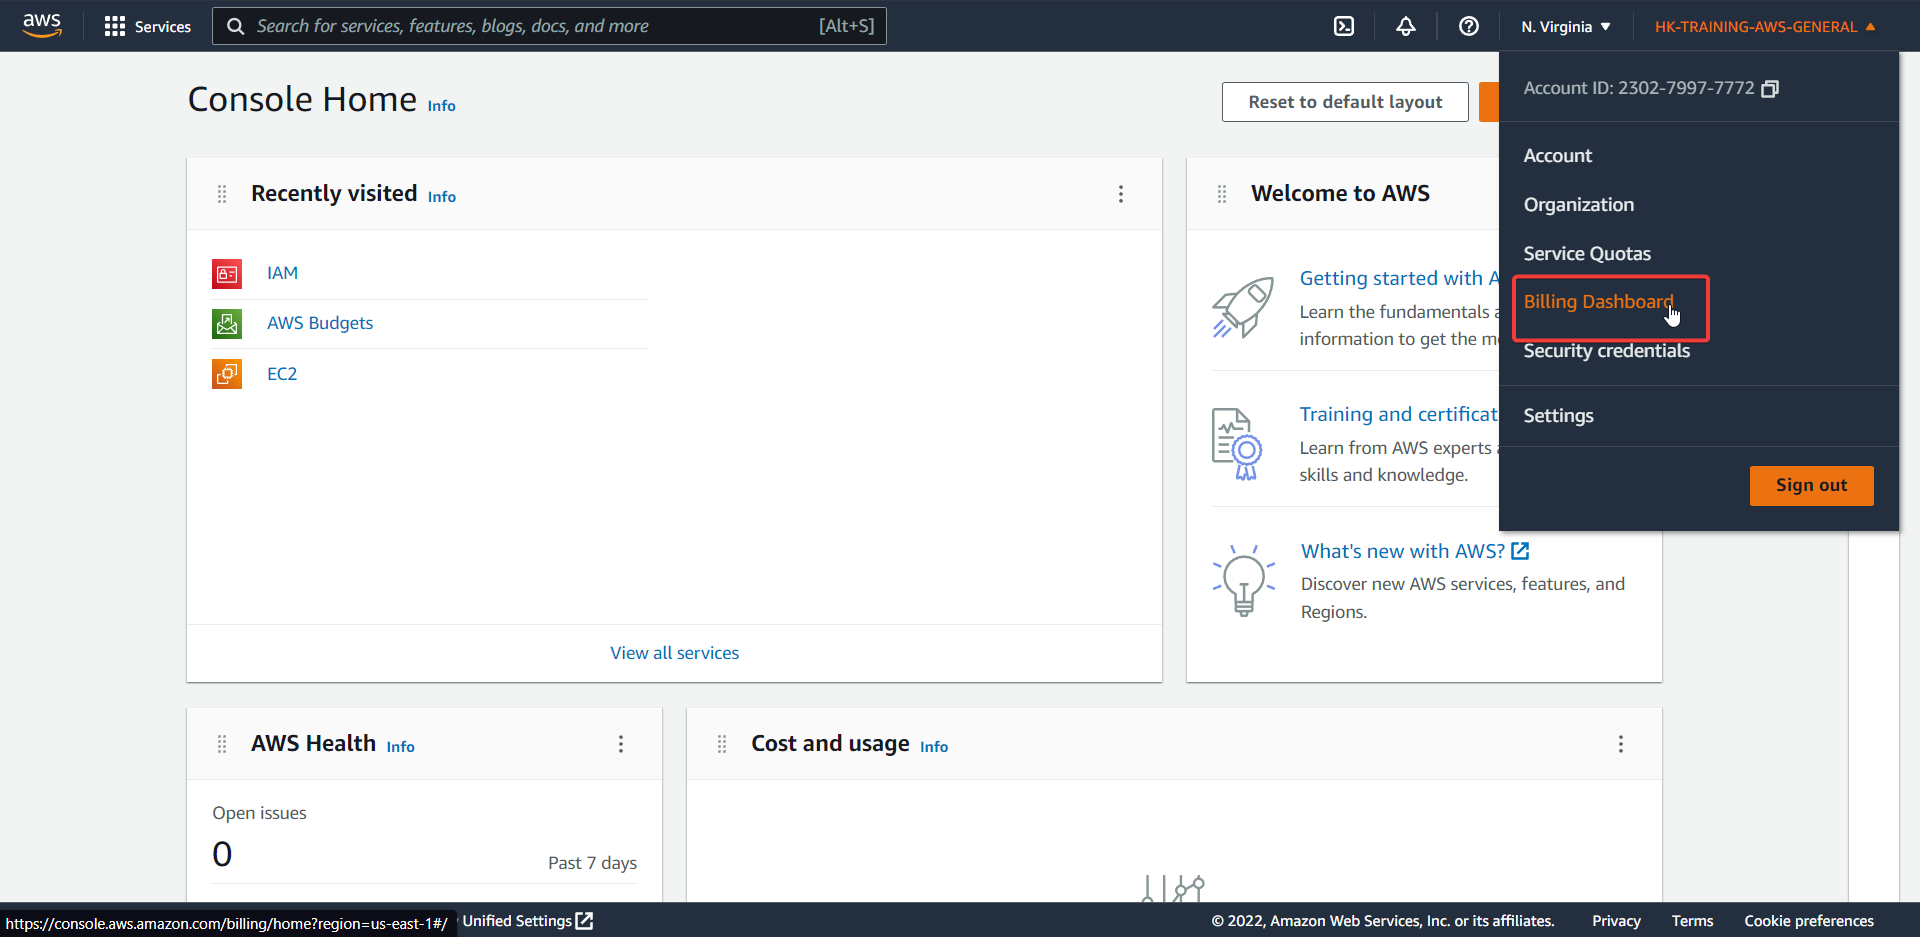 aws
Services
Search for services, features, blogs, docs, and more
[Alt+S]
N. Virginia
HK-TRAINING-AWS-GENERAL
Account ID: 2302-7997-7772
Account
Organization
Service Quotas
Billing Dashboard
Security credentials
Settings
Sign out
Console Home Info
Reset to default layout
Recently visited Info
IAM
AWS Budgets
EC2
View all services
Welcome to AWS
Getting started with A
Learn the fundamentals a
information to get the m
Training and certificat
Learn from AWS experts a
skills and knowledge.
What's new with AWS?
Discover new AWS services, features, and
Regions.
AWS Health Info
Open issues
0
Past 7 days
Cost and usage Info
https://console.aws.amazon.com/billing/home?region=us-east-1#/
Unified Settings
© 2022, Amazon Web Services, Inc. or its affiliates.
Privacy
Terms
Cookie preferences